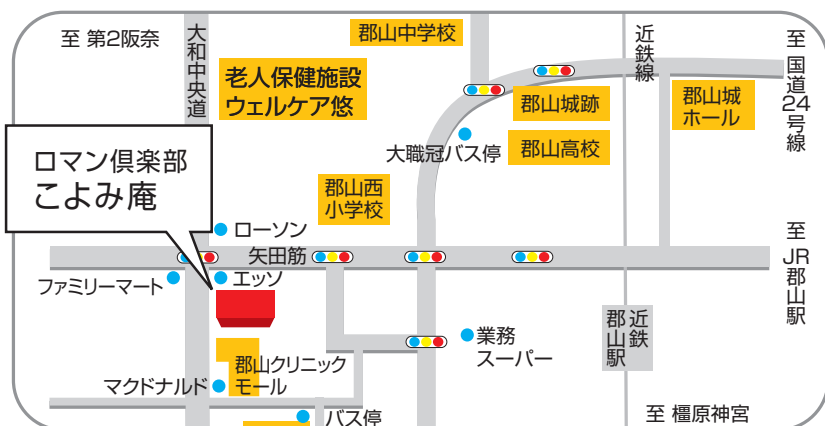 至 第2阪奈
大和中央道
老人保健施設
ウェルケア悠
郡山中学校
近鉄線
至 国道24号線
郡山城跡
郡山城
ホール
大職冠バス停
郡山高校
ロマン倶楽部
こよみ庵
郡山西
小学校
ローソン
矢田筋
至 JR郡山駅
ファミリーマート
エッソ
近鉄
郡山駅
業務
スーパー
郡山クリニック
モール
マクドナルド
バス停
至 橿原神宮